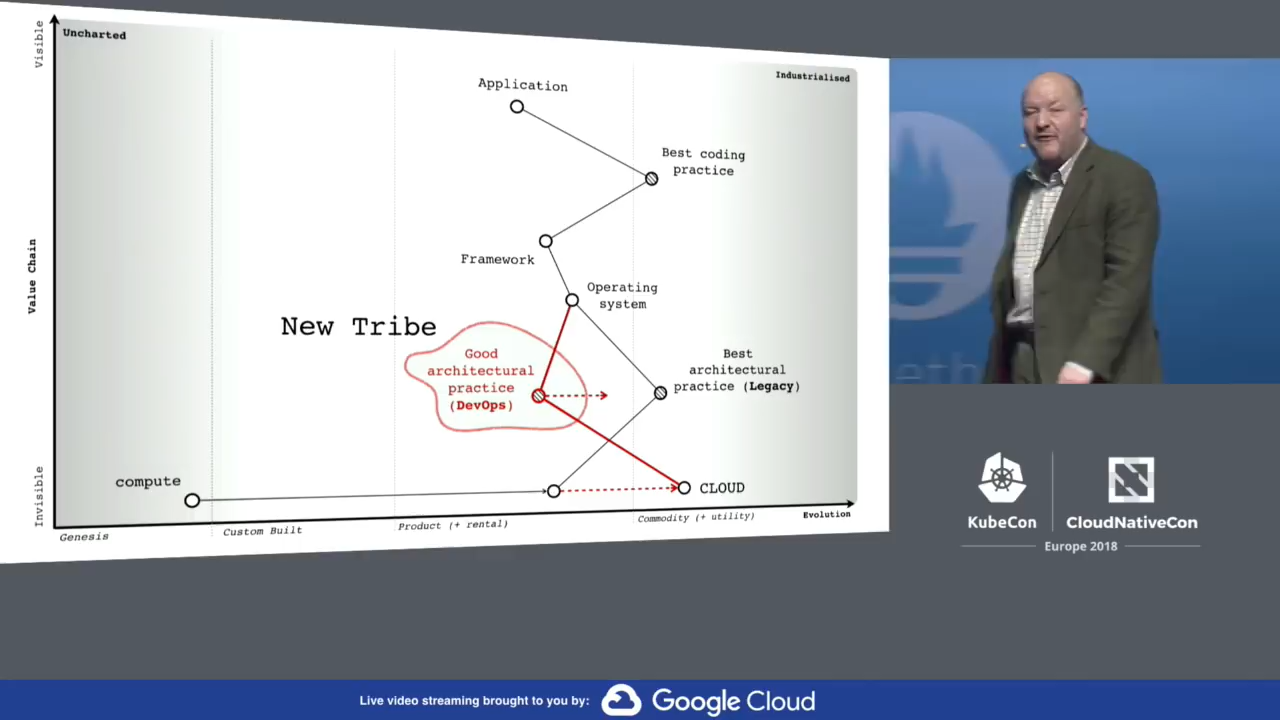 Visible
Uncharted
Industrialised
Application
Best coding
practice
Framework
Operating
system
Value Chain
New Tribe
Good
architectural
practice
(DevOps)
Best
architectural
practice (Legacy)
Invisible
compute
CLOUD
Genesis
Custom Built
Product (+ rental)
Commodity (+ utility)
Evolution
eth
KubeCon
CloudNativeCon
Europe 2018
Live video streaming brought to you by:
Google Cloud